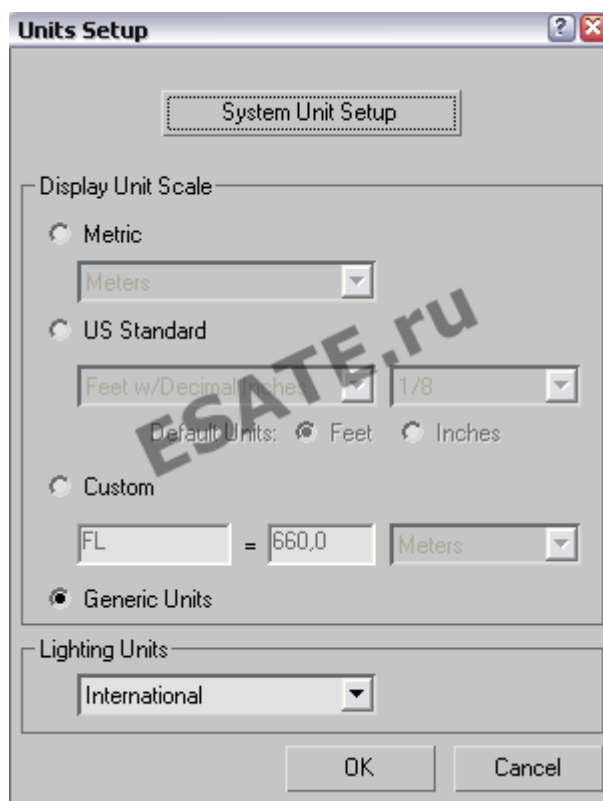 Units Setup
System Unit Setup
Display Unit Scale
Metric
Meters
US Standard
Feet w/Decimal Inches 1/8
Default Units: Feet Inches
Custom
FL = 660,0 Meters
Generic Units
Lighting Units
International
OK Cancel
ESATE.ru